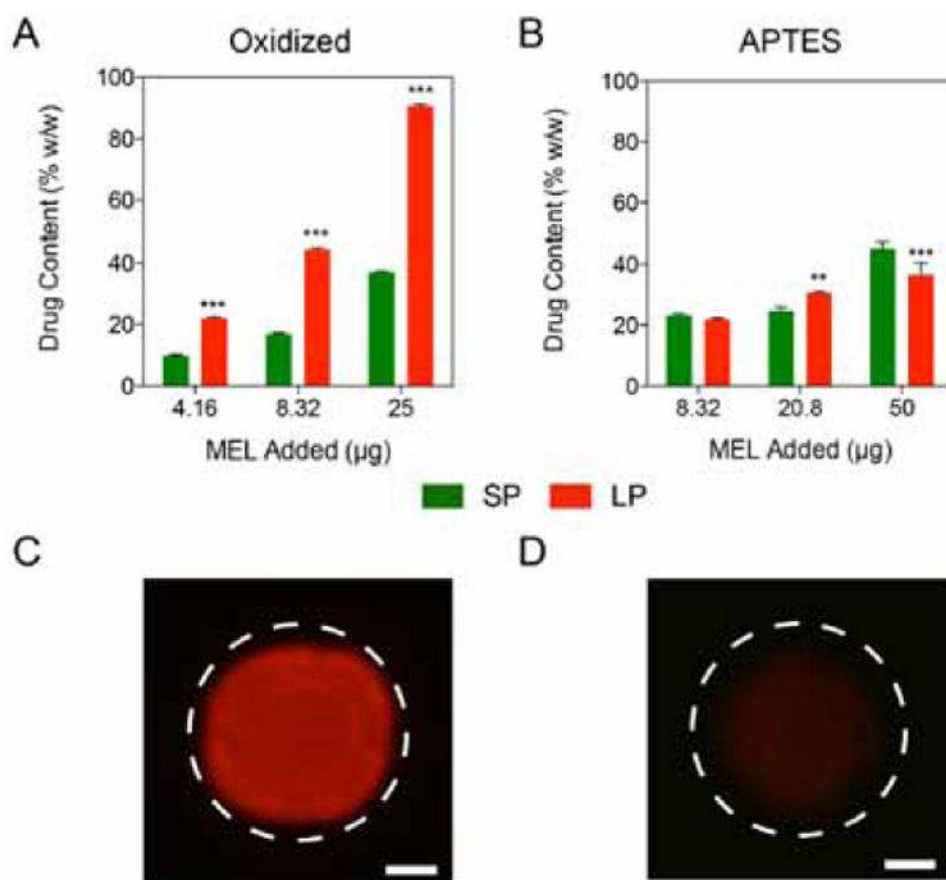 A
Oxidized
Drug Content (% w/w)
100
80
60
40
20
0
***
***
***
4.16
8.32
25
MEL Added (µg)
B
APTES
Drug Content (% w/w)
100
80
60
40
20
0
**
***
8.32
20.8
50
MEL Added (µg)
SP
LP
C
D